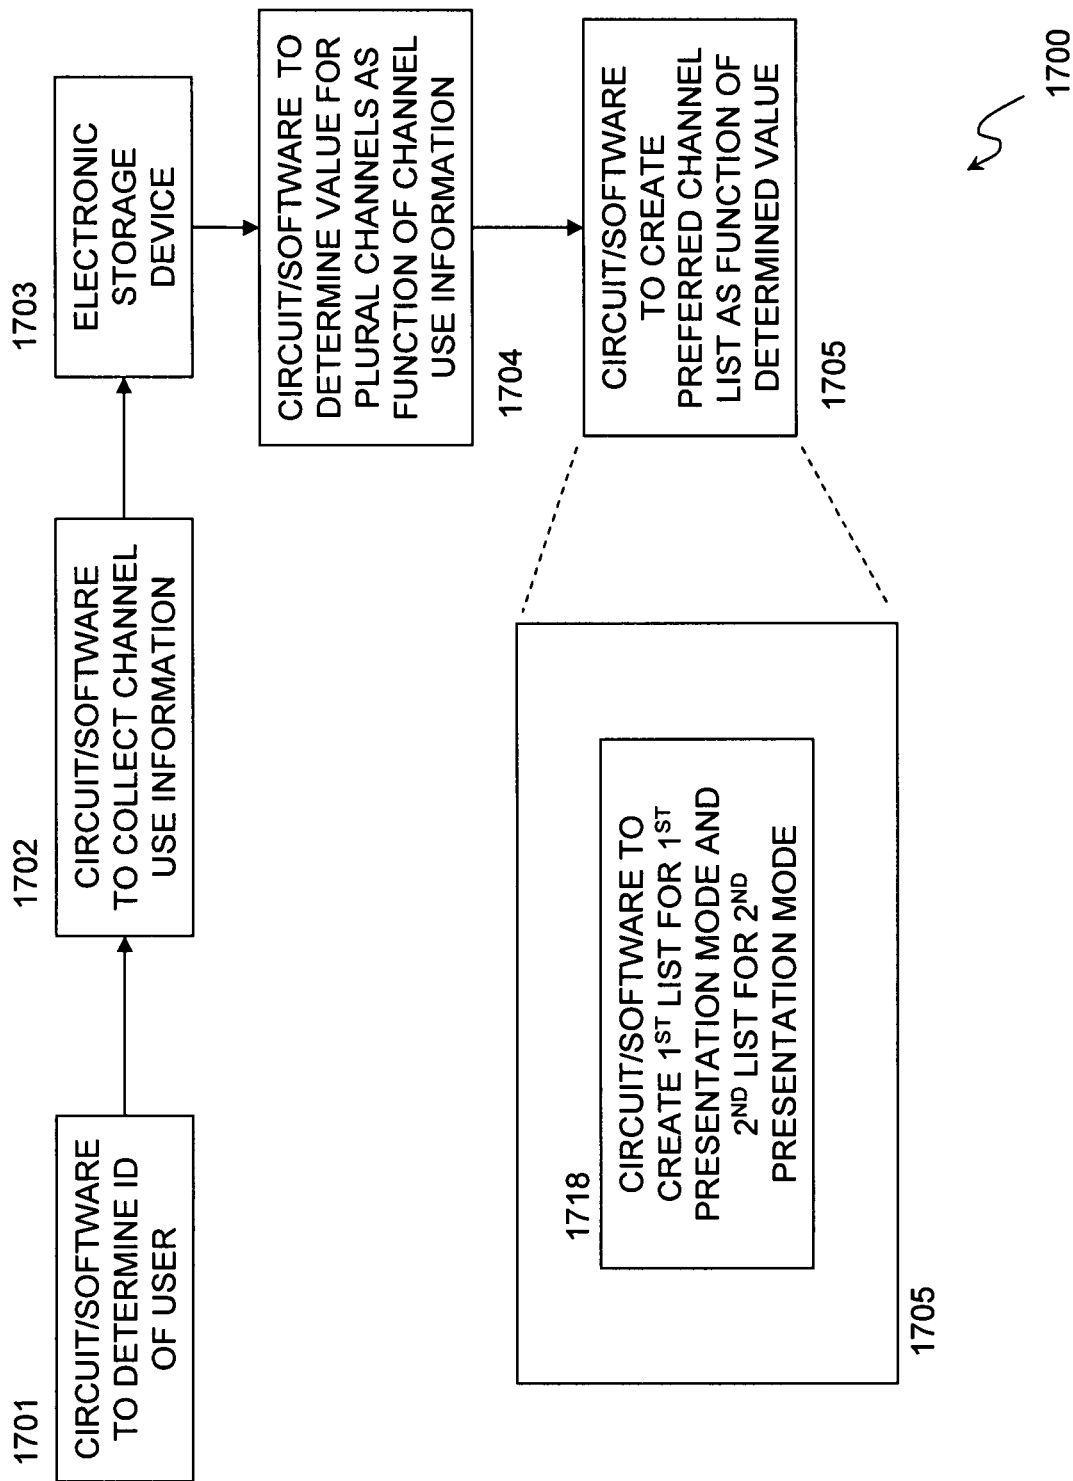 1701
CIRCUIT/SOFTWARE
TO DETERMINE ID
OF USER
1702
CIRCUIT/SOFTWARE
TO COLLECT CHANNEL
USE INFORMATION
1703
ELECTRONIC
STORAGE
DEVICE
CIRCUIT/SOFTWARE TO
DETERMINE VALUE FOR
PLURAL CHANNELS AS
FUNCTION OF CHANNEL
USE INFORMATION
1704
CIRCUIT/SOFTWARE
TO CREATE
PREFERRED CHANNEL
LIST AS FUNCTION OF
DETERMINED VALUE
1705
1718
CIRCUIT/SOFTWARE TO
CREATE 1ST LIST FOR 1ST
PRESENTATION MODE AND
2ND LIST FOR 2ND
PRESENTATION MODE
1705
1700